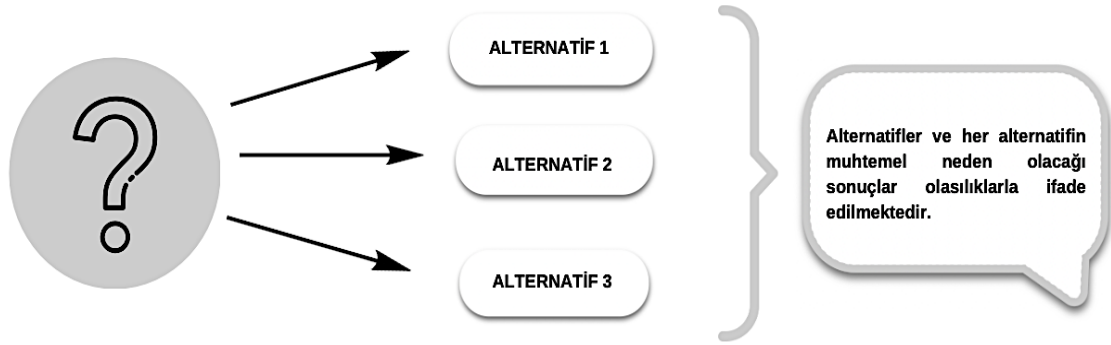 ALTERNATİF 1
ALTERNATİF 2
ALTERNATİF 3
Alternatifler ve her alternatifin
muhtemel neden olacağı
sonuçlar olasılıklarla ifade
edilmektedir.